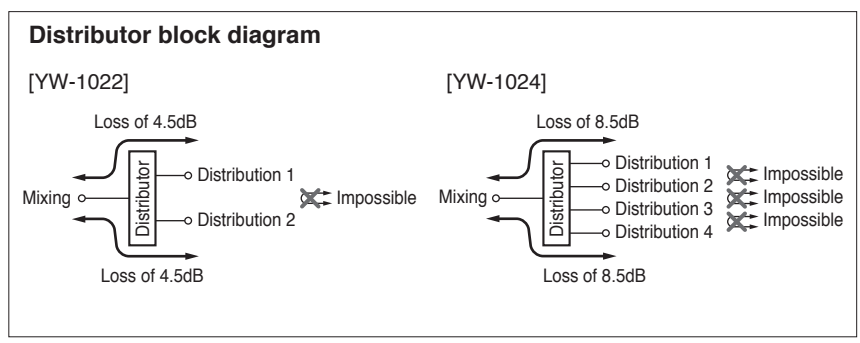 Distributor block diagram
[YW-1022]
Loss of 4.5dB
Mixing
Distributor
Distribution 1
Distribution 2
Impossible
Loss of 4.5dB
[YW-1024]
Loss of 8.5dB
Mixing
Distributor
Distribution 1
Distribution 2
Distribution 3
Distribution 4
Impossible
Impossible
Impossible
Loss of 8.5dB